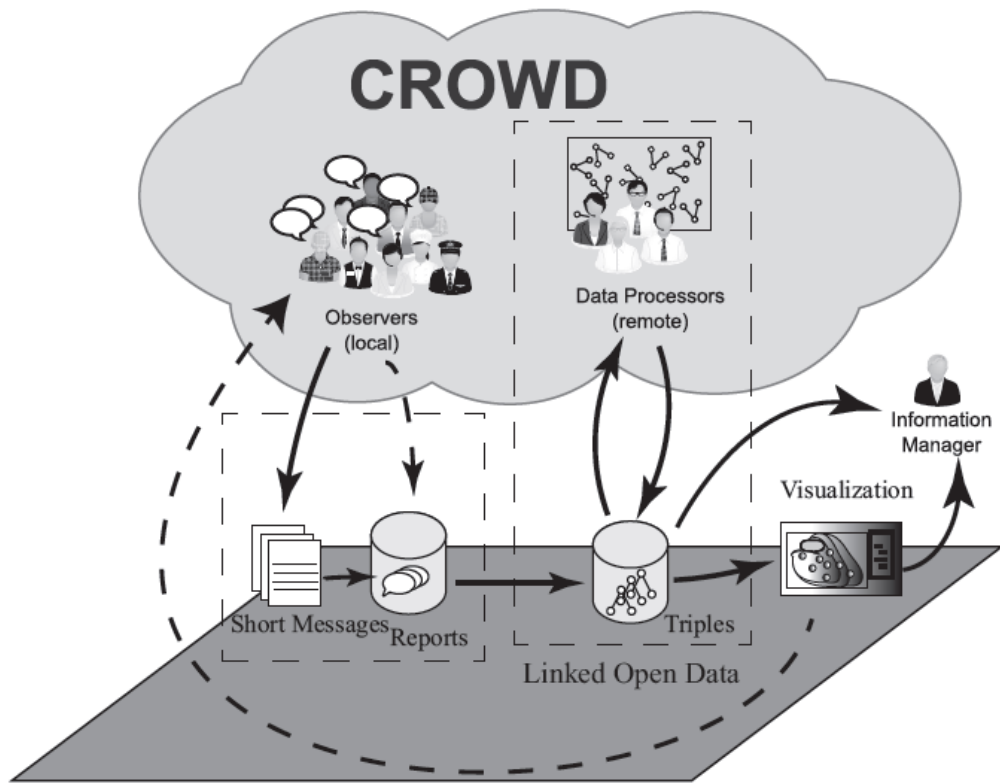 CROWD
Observers
(local)
Data Processors
(remote)
Information
Manager
Visualization
Short Messages
Reports
Triples
Linked Open Data